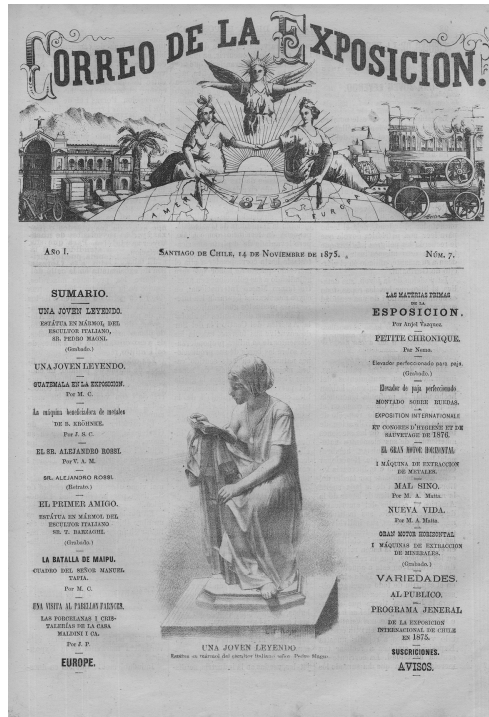 CORREO DE LA EXPOSICION.
AMERI
EUROPA
1875
AÑO I.
SANTIAGO DE CHILE, 14 DE NOVIEMBRE DE 1875.
NÚM. 7.
SUMARIO.
UNA JOVEN LEYENDO.
ESTÁTUA EN MÁRMOL, DEL
ESCULTOR ITALIANO,
SR. PEDRO MAGNI.
(Grabado.)
UNA JOVEN LEYENDO.
GUATEMALA EN LA ESPOSICION.
Por M. C.
La máquina beneficiadora de metales
DE B. KRÖHNKE.
Por J. S. C.
EL SR. ALEJANDRO ROSSI.
Por V. A. M.
SR. ALEJANDRO ROSSI.
(Retrato.)
EL PRIMER AMIGO.
ESTÁTUA EN MÁRMOL DEL
ESCULTOR ITALIANO
SR. T. BARZAGHI.
(Grabado.)
LA BATALLA DE MAIPU.
CUADRO DEL SEÑOR MANUEL
TAPIA.
Por M. C.
UNA VISITA AL PABELLON PARNCES,
LAS PORCELANAS I CRIS-
TALERÍAS DE LA CASA
MALDINI I CA.
Por J. P.
EUROPE.
UNA JOVEN LEYENDO
Estátua en mármol del escultor italiano señor Pedro Magni.
LAS MATERIAS PRIMAS
DE LA
ESPOSICION.
Por Anjel Vazquez.
PETITE CHRONIQUE.
Por Nemo.
Elevador perfeccionado para paja.
(Grabado.)
Elevador de paja perfeccionado
MONTADO SOBRE RUEDAS.
EXPOSITION INTERNATIONALE
ET CONGRES D'HYGIÈNE ET DE
SAUVETAGE DE 1876.
EL GRAN MOTOR HORIZONTAL
I MÁQUINA DE EXTRACCION
DE METALES.
MAL SINO.
Por M. A. Matta.
NUEVA VIDA.
Por M. A. Matta.
GRAN MOTOR HORIZONTAL
I MÁQUINAS DE EXTRACCION
DE MINERALES.
(Grabado.)
VARIEDADES.
AL PUBLICO.
PROGRAMA JENERAL
DE LA EXPOSICION
INTERNACIONAL DE CHILE
EN 1875.
SUSCRICIONES.
AVISOS.